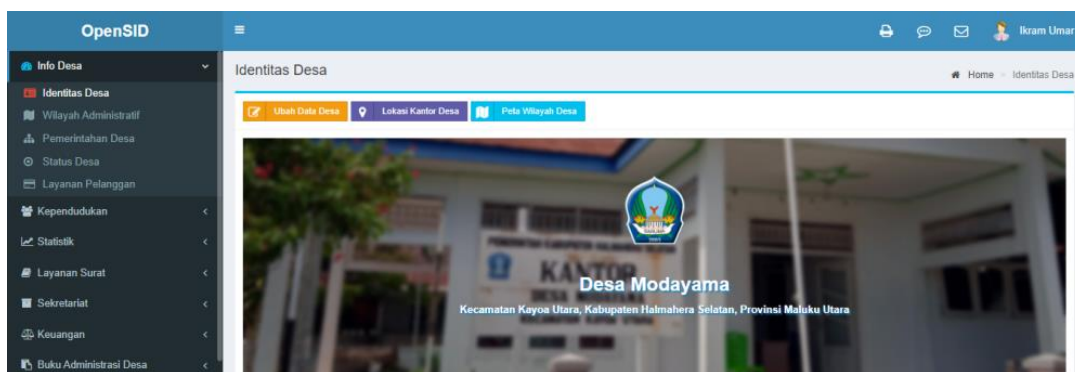 OpenSID
Ikram Umar
Info Desa
Identitas Desa
Wilayah Administratif
Pemerintahan Desa
Status Desa
Layanan Pelanggan
Kependudukan
Statistik
Layanan Surat
Sekretariat
Keuangan
Buku Administrasi Desa
Identitas Desa
Home Identitas Desa
Ubah Data Desa Lokasi Kantor Desa Peta Wilayah Desa
KANTOR
Desa Modayama
Kecamatan Kayoa Utara, Kabupaten Halmahera Selatan, Provinsi Maluku Utara